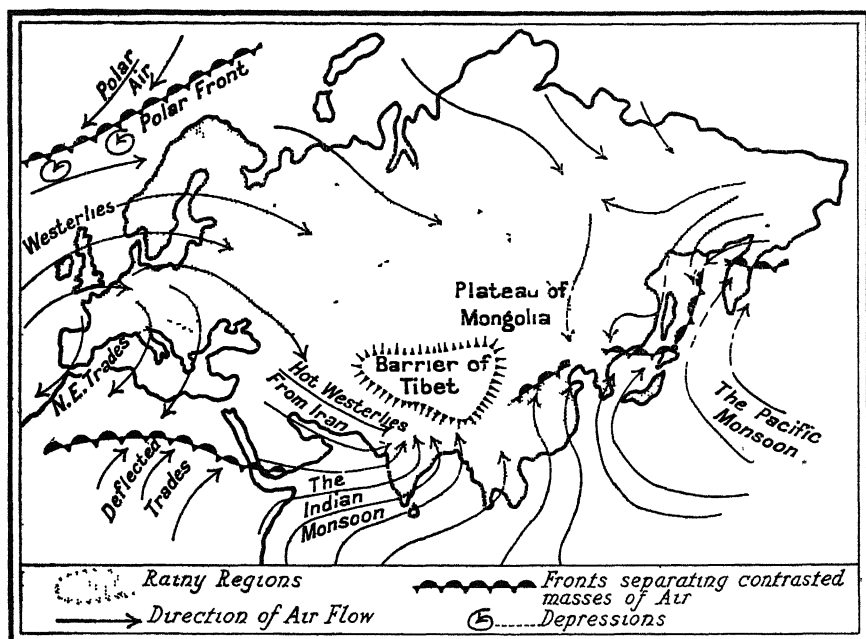 Polar
Air
Polar Front
Westerlies
Plateau of
Mongolia
Barrier of
Tibet
N.E. Trades
Hot Westerlies
From Iran
The Pacific
Monsoon
Deflected
Trades
The
Indian
Monsoon
Rainy Regions
Fronts separating contrasted
masses of Air
Direction of Air Flow
Depressions